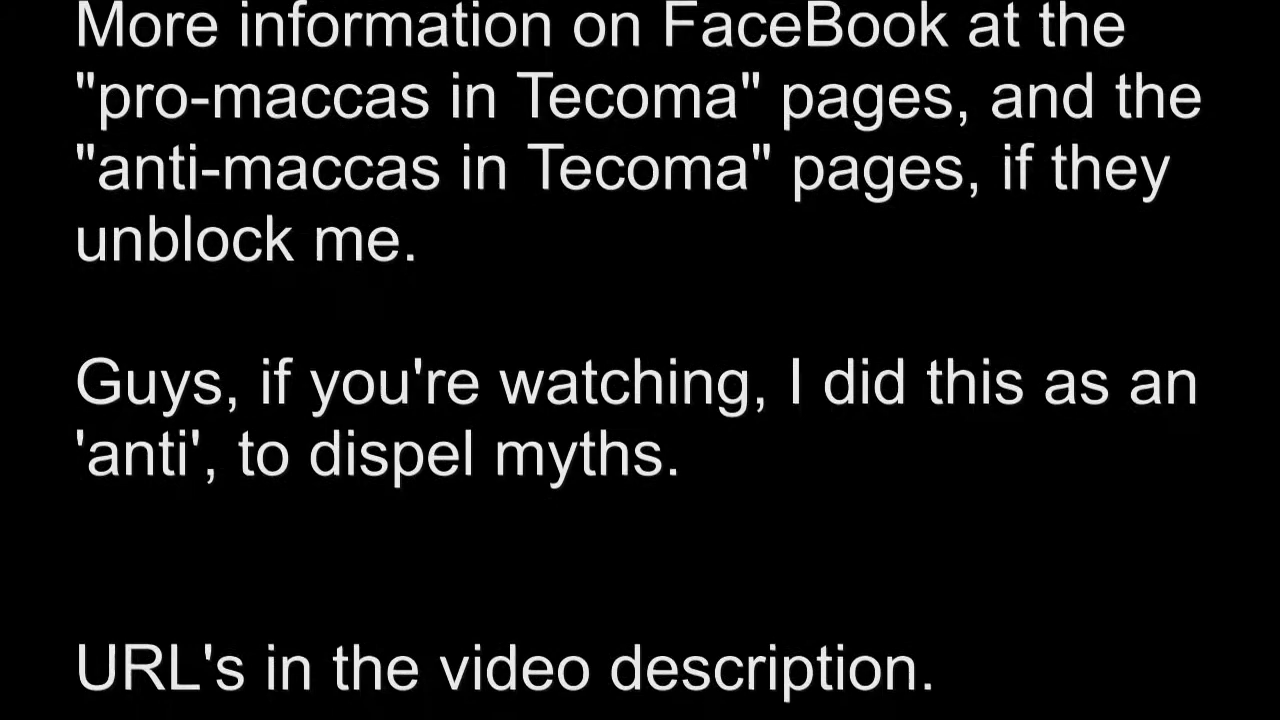 More information on FaceBook at the
"pro-maccas in Tecoma" pages, and the
"anti-maccas in Tecoma" pages, if they
unblock me.
Guys, if you're watching, I did this as an
'anti', to dispel myths.
URL's in the video description.